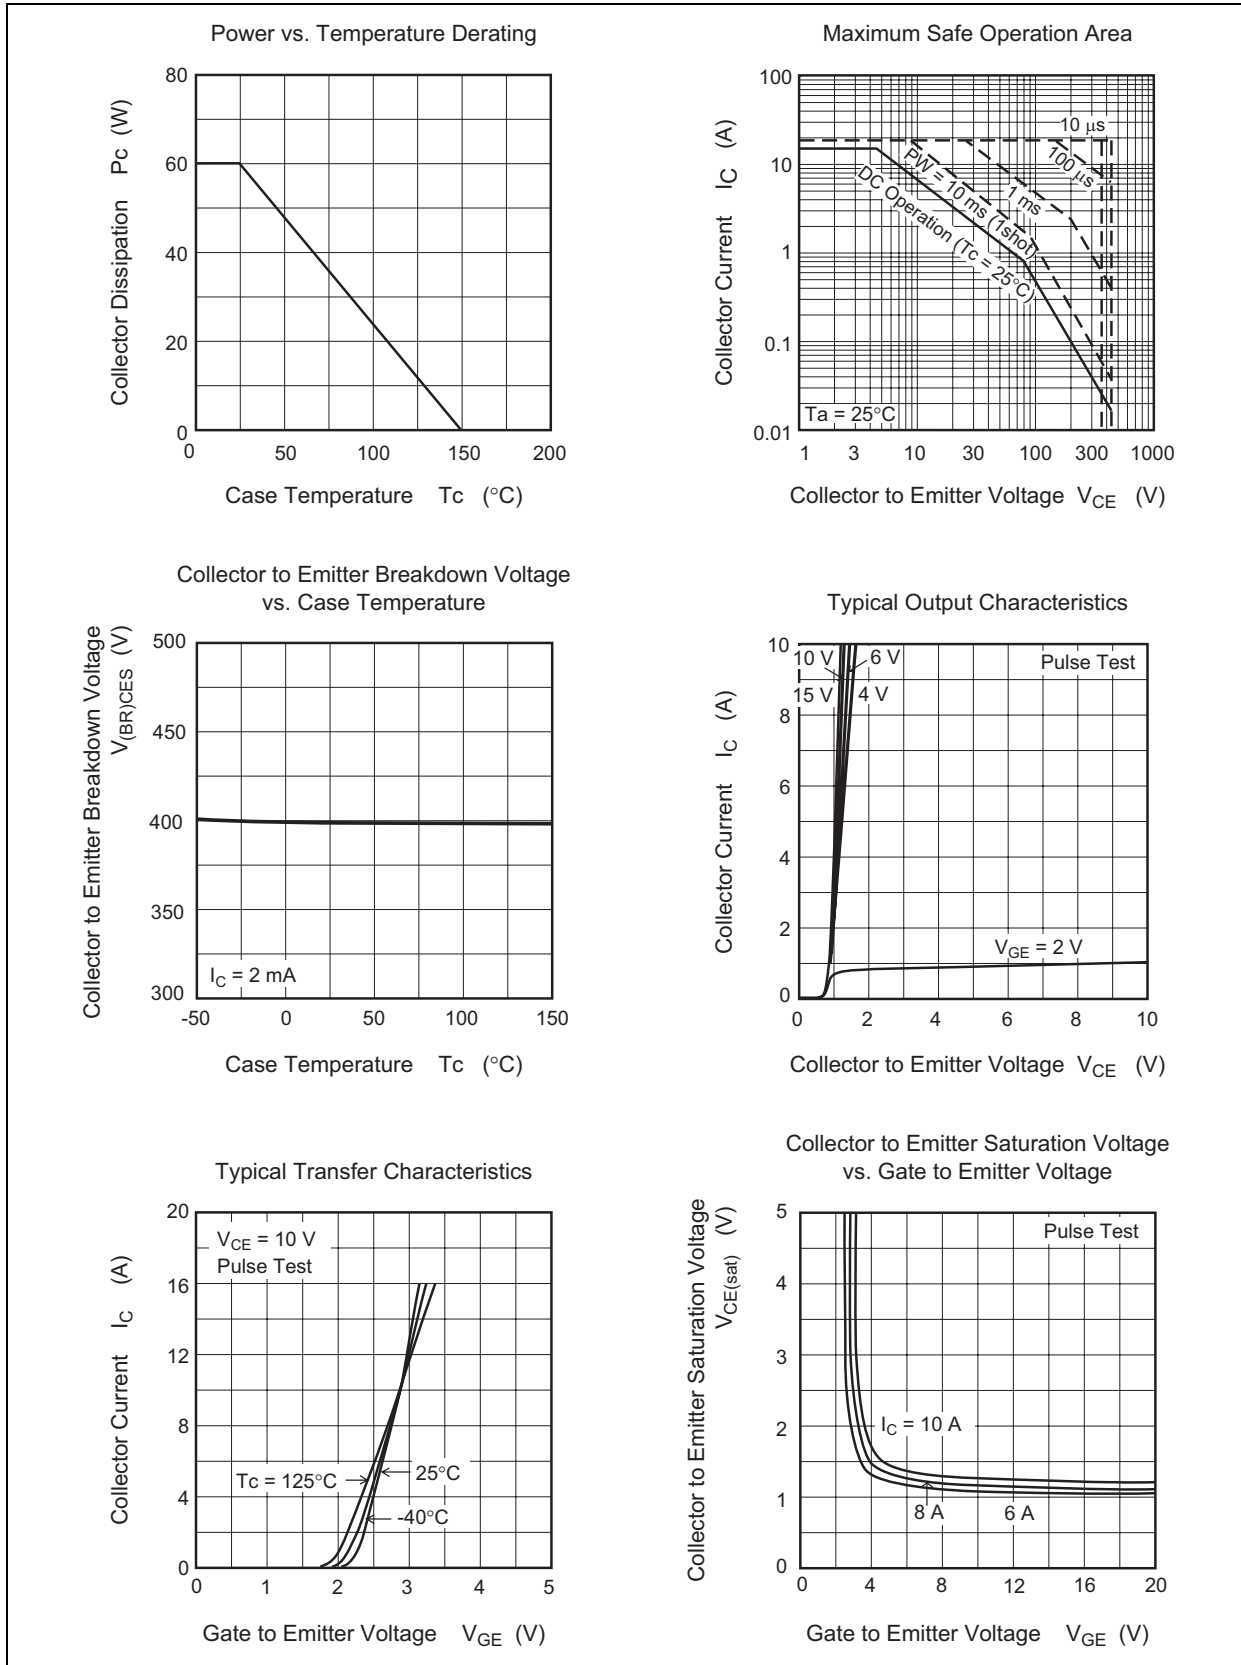 Power vs. Temperature Derating
80
60
40
20
0
0 50 100 150 200
Collector Dissipation Pc (W)
Case Temperature Tc (°C)
Maximum Safe Operation Area
100
10
1
0.1
0.01
1 3 10 30 100 300 1000
Collector Current IC (A)
10 μs
100 μs
1 ms
PW = 10 ms (1shot)
DC Operation (Tc = 25°C)
Ta = 25°C
Collector to Emitter Voltage VCE (V)
Collector to Emitter Breakdown Voltage
vs. Case Temperature
500
450
400
350
300
-50 0 50 100 150
Collector to Emitter Breakdown Voltage
V(BR)CES (V)
IC = 2 mA
Case Temperature Tc (°C)
Typical Output Characteristics
10
8
6
4
2
0
0 2 4 6 8 10
Collector Current IC (A)
10 V 6 V
Pulse Test
15 V 4 V
VGE = 2 V
Collector to Emitter Voltage VCE (V)
Typical Transfer Characteristics
20
16
12
8
4
0
0 1 2 3 4 5
Collector Current IC (A)
VCE = 10 V
Pulse Test
Tc = 125°C
25°C
-40°C
Gate to Emitter Voltage VGE (V)
Collector to Emitter Saturation Voltage
vs. Gate to Emitter Voltage
5
4
3
2
1
0
0 4 8 12 16 20
Collector to Emitter Saturation Voltage
VCE(sat) (V)
Pulse Test
IC = 10 A
8 A
6 A
Gate to Emitter Voltage VGE (V)